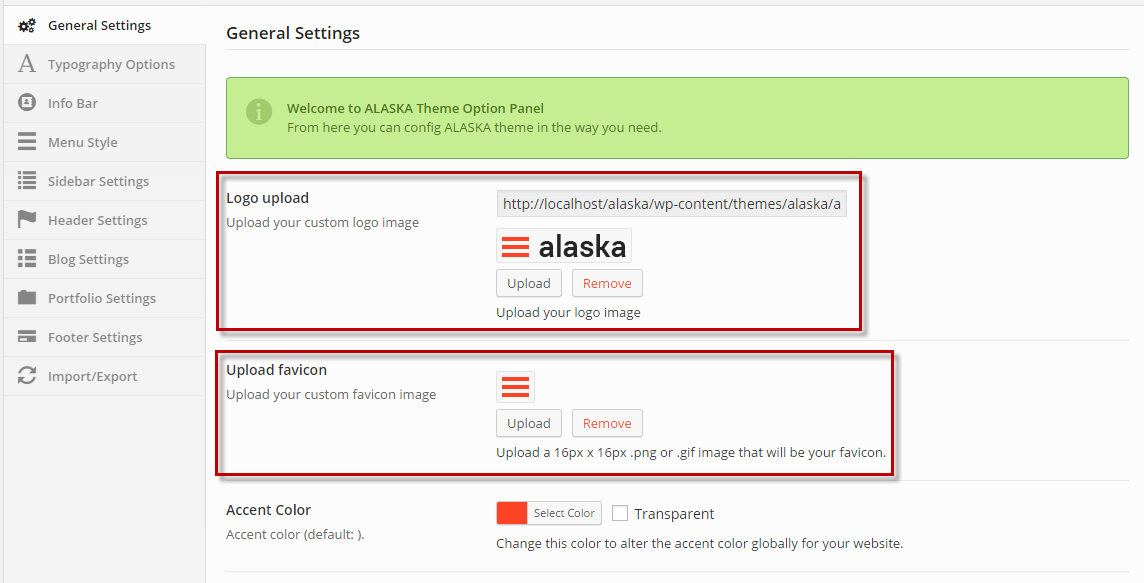 General Settings
Typography Options
Info Bar
Menu Style
Sidebar Settings
Header Settings
Blog Settings
Portfolio Settings
Footer Settings
Import/Export
General Settings
Welcome to ALASKA Theme Option Panel
From here you can config ALASKA theme in the way you need.
Logo upload
Upload your custom logo image
http://localhost/alaska/wp-content/themes/alaska/a
alaska
Upload Remove
Upload your logo image
Upload favicon
Upload your custom favicon image
Upload Remove
Upload a 16px x 16px .png or .gif image that will be your favicon.
Accent Color
Accent color (default: ).
Select Color Transparent
Change this color to alter the accent color globally for your website.